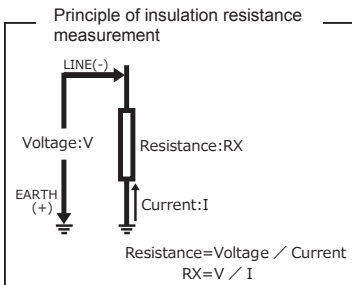 Principle of insulation resistance
measurement
LINE(-)
Voltage:V
Resistance:RX
EARTH
(+)
Current:I
Resistance=Voltage／Current
RX=V／I